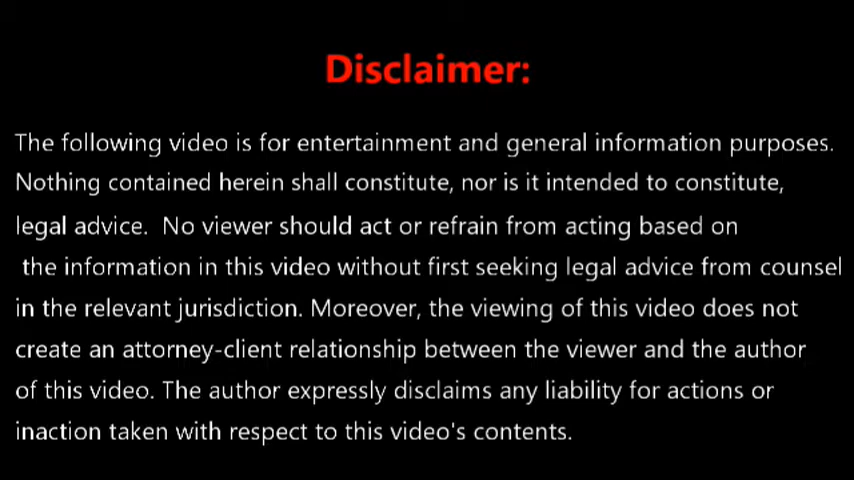 Disclaimer:
The following video is for entertainment and general information purposes.
Nothing contained herein shall constitute, nor is it intended to constitute,
legal advice.  No viewer should act or refrain from acting based on
the information in this video without first seeking legal advice from counsel
in the relevant jurisdiction. Moreover, the viewing of this video does not
create an attorney-client relationship between the viewer and the author
of this video. The author expressly disclaims any liability for actions or
inaction taken with respect to this video's contents.